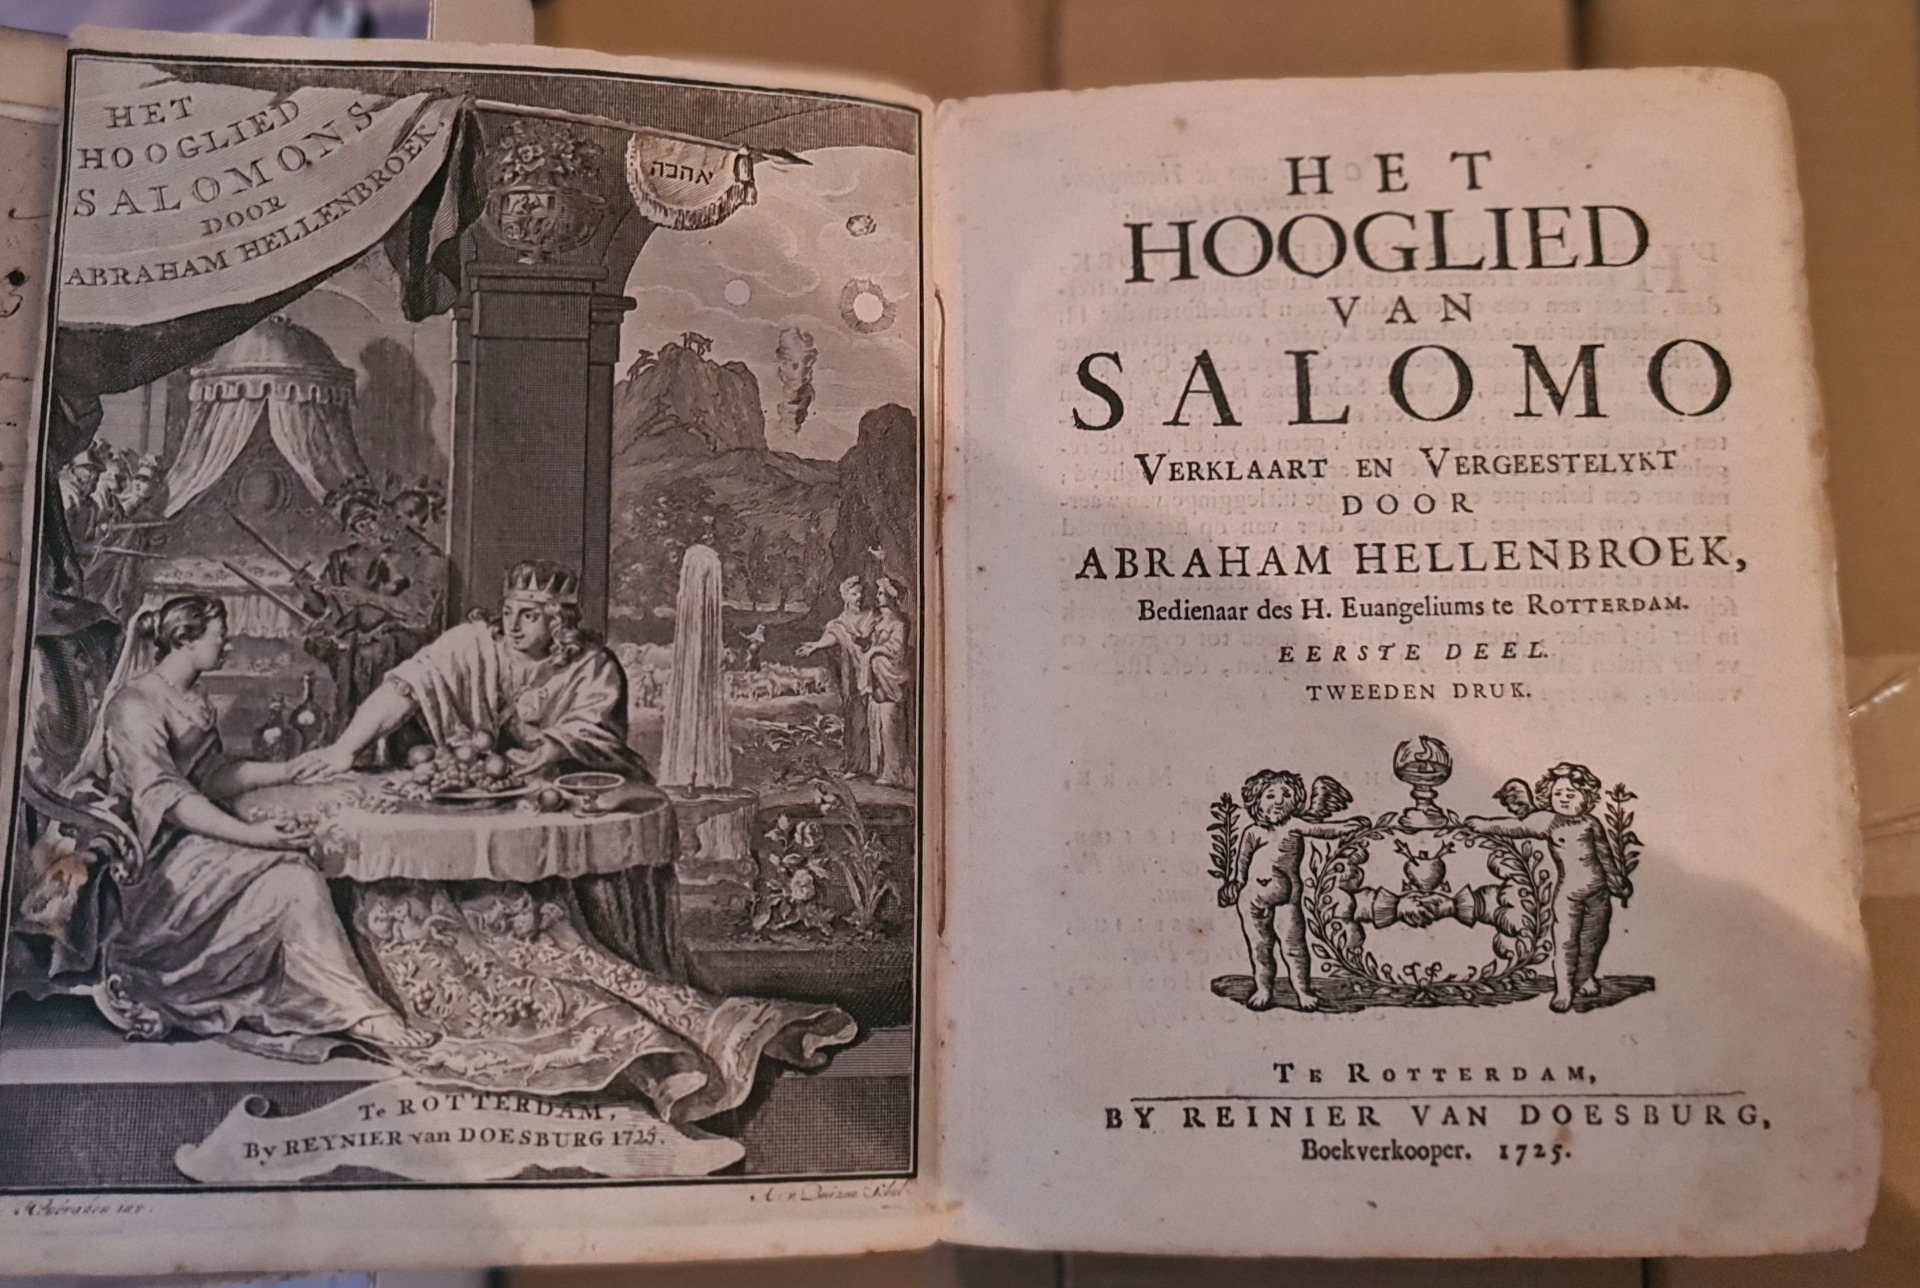 HET
HOOGLIED
SALOMONS
DOOR
ABRAHAM HELLENBROEK.
אהבה
Te ROTTERDAM,
By REYNIER van DOESBURG 1725.
inv.
HET
HOOGLIED
VAN
SALOMO
VERKLAART EN VERGEESTELYKT
DOOR
ABRAHAM HELLENBROEK,
Bedienaar des H. Euangeliums te ROTTERDAM.
EERSTE DEEL.
TWEEDEN DRUK.
TE ROTTERDAM,
BY REINIER VAN DOESBURG,
Boekverkooper. 1725.